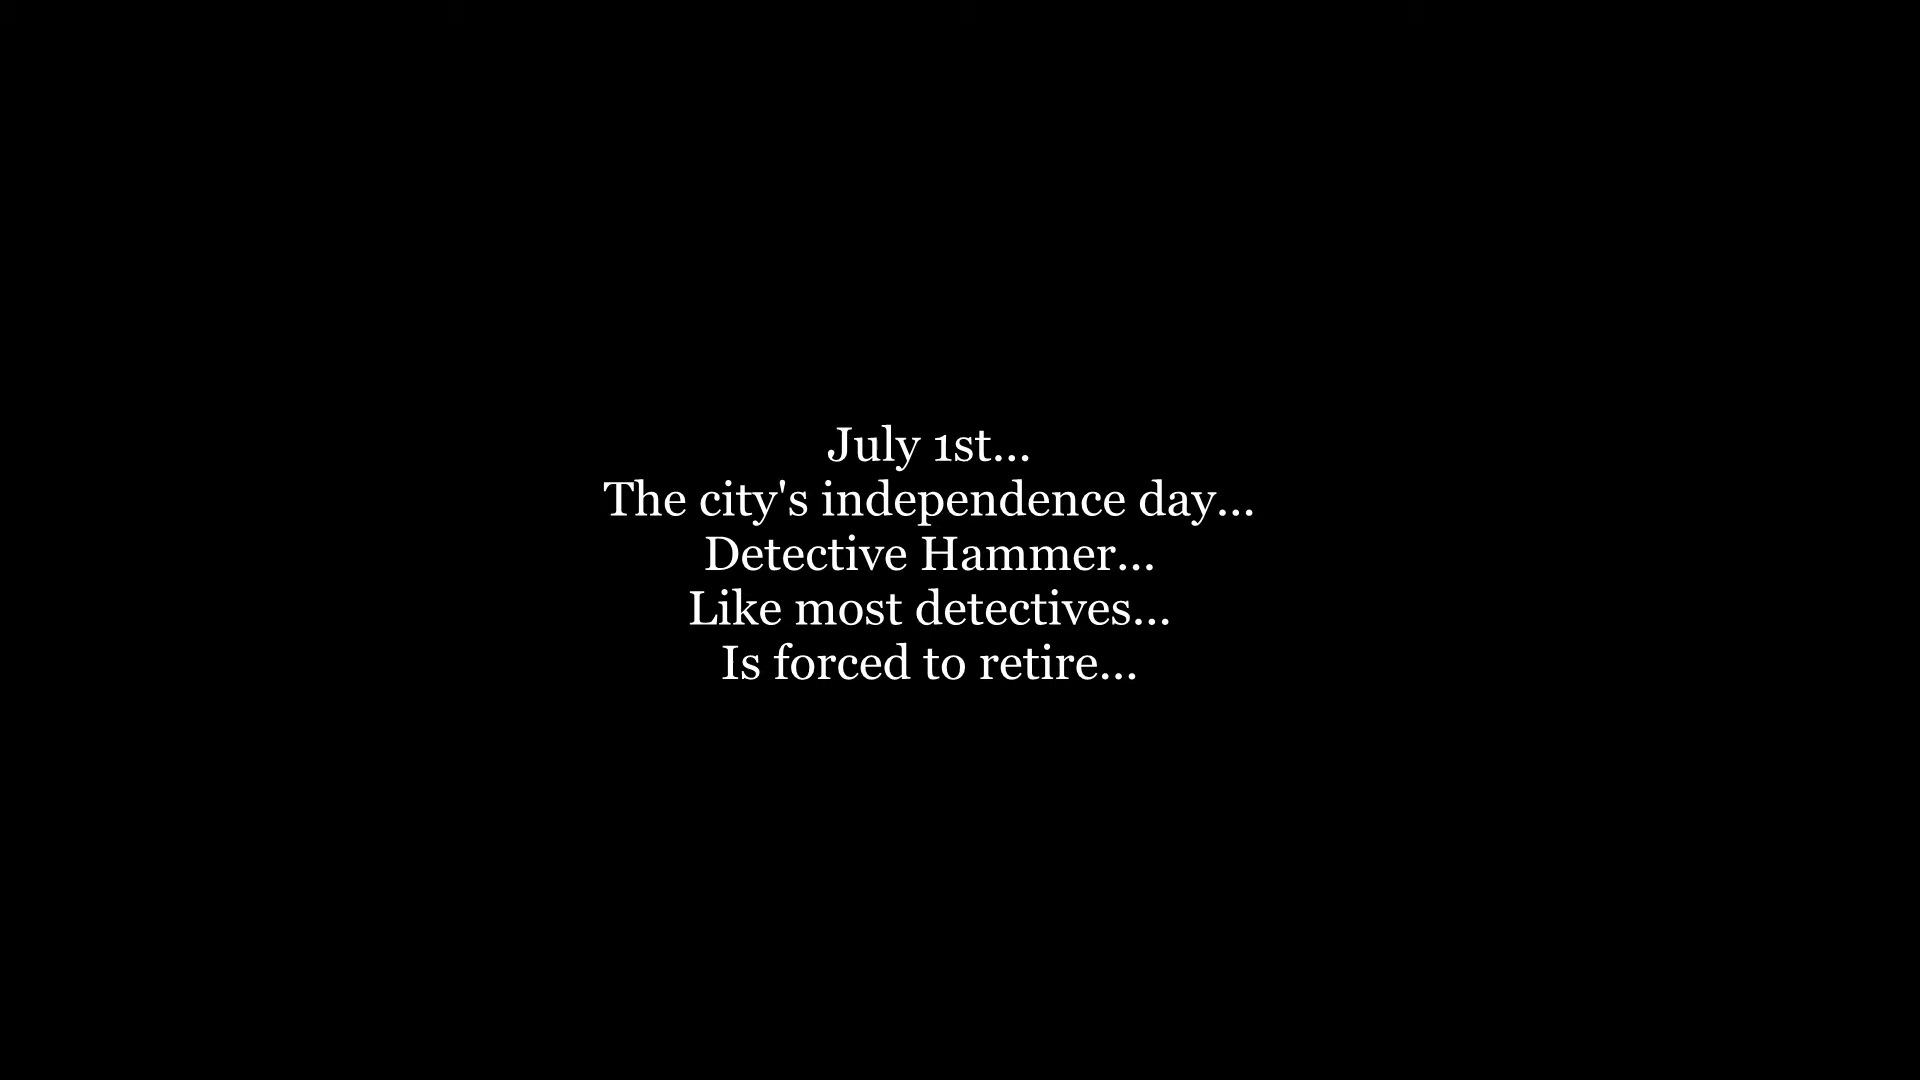 July 1st...
The city's independence day...
Detective Hammer...
Like most detectives...
Is forced to retire...